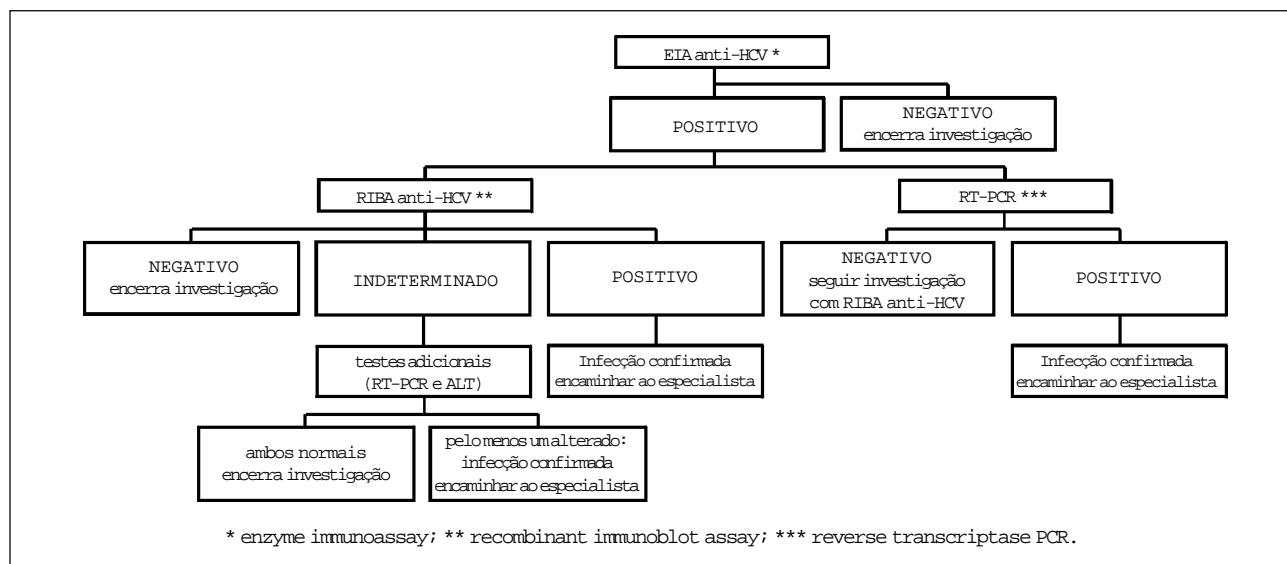 EIA anti-HCV *
POSITIVO
NEGATIVO
encerra investigação
RIBA anti-HCV **
RT-PCR ***
NEGATIVO
encerra investigação
INDETERMINADO
POSITIVO
NEGATIVO
seguir investigação
com RIBA anti-HCV
POSITIVO
testes adicionais
(RT-PCR e ALT)
Infecção confirmada
encaminhar ao especialista
Infecção confirmada
encaminhar ao especialista
ambos normais
encerra investigação
pelo menos um alterado:
infecção confirmada
encaminhar ao especialista
* enzyme immunoassay; ** recombinant immunoblot assay; *** reverse transcriptase PCR.